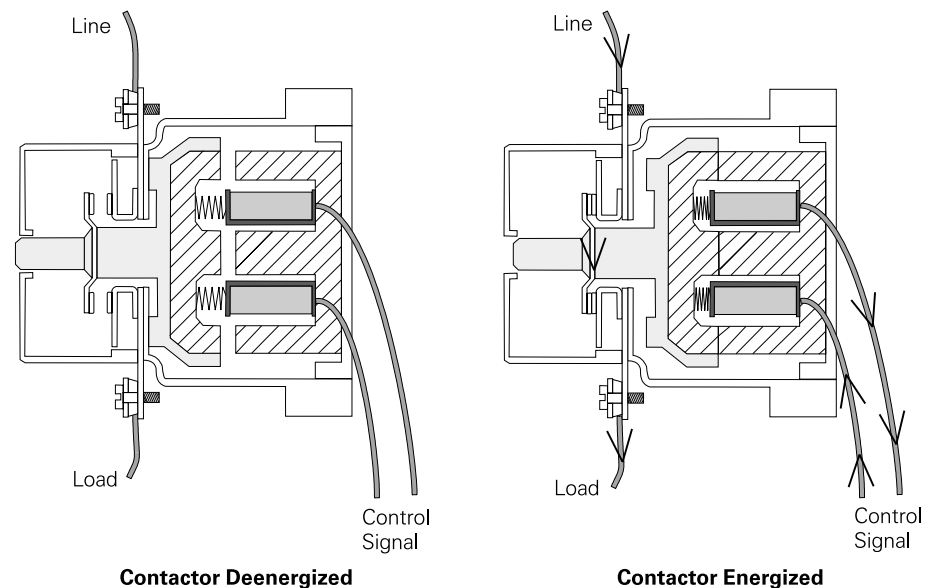 Line
Load
Control
Signal
Contactor Deenergized
Line
Load
Control
Signal
Contactor Energized